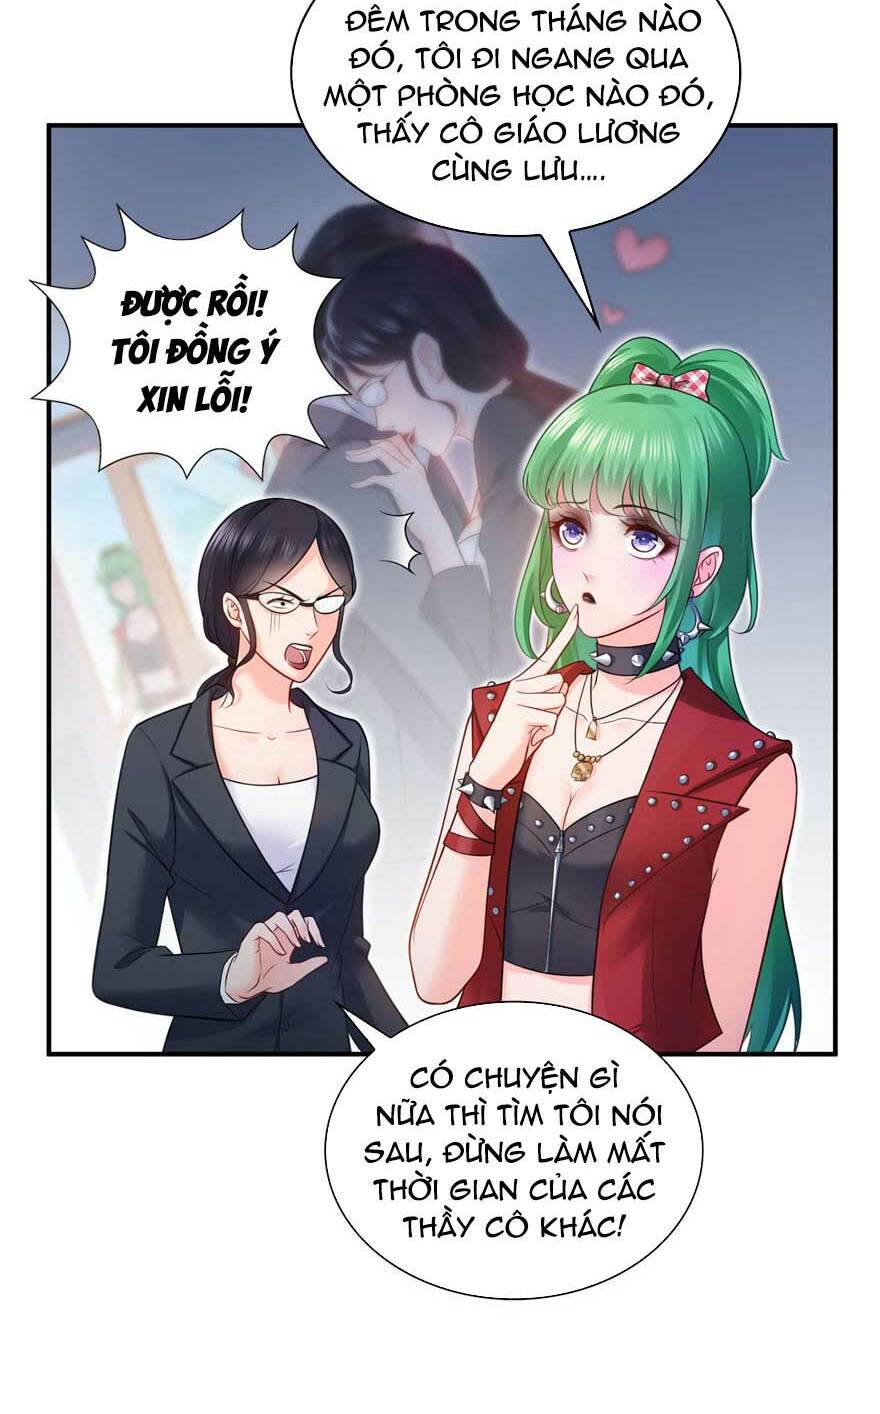 ĐÊM TRONG THÁNG NÀO
ĐÓ, TÔI ĐI NGANG QUA
MỘT PHÒNG HỌC NÀO ĐÓ,
THẤY CÔ GIÁO LƯƠNG
CÙNG LƯU....
ĐƯỢC RỒI!
TÔI ĐỒNG Ý
XIN LỖI!
CÓ CHUYỆN GÌ
NỮA THÌ TÌM TÔI NÓI
SAU, ĐỪNG LÀM MẤT
THỜI GIAN CỦA CÁC
THẦY CÔ KHÁC!